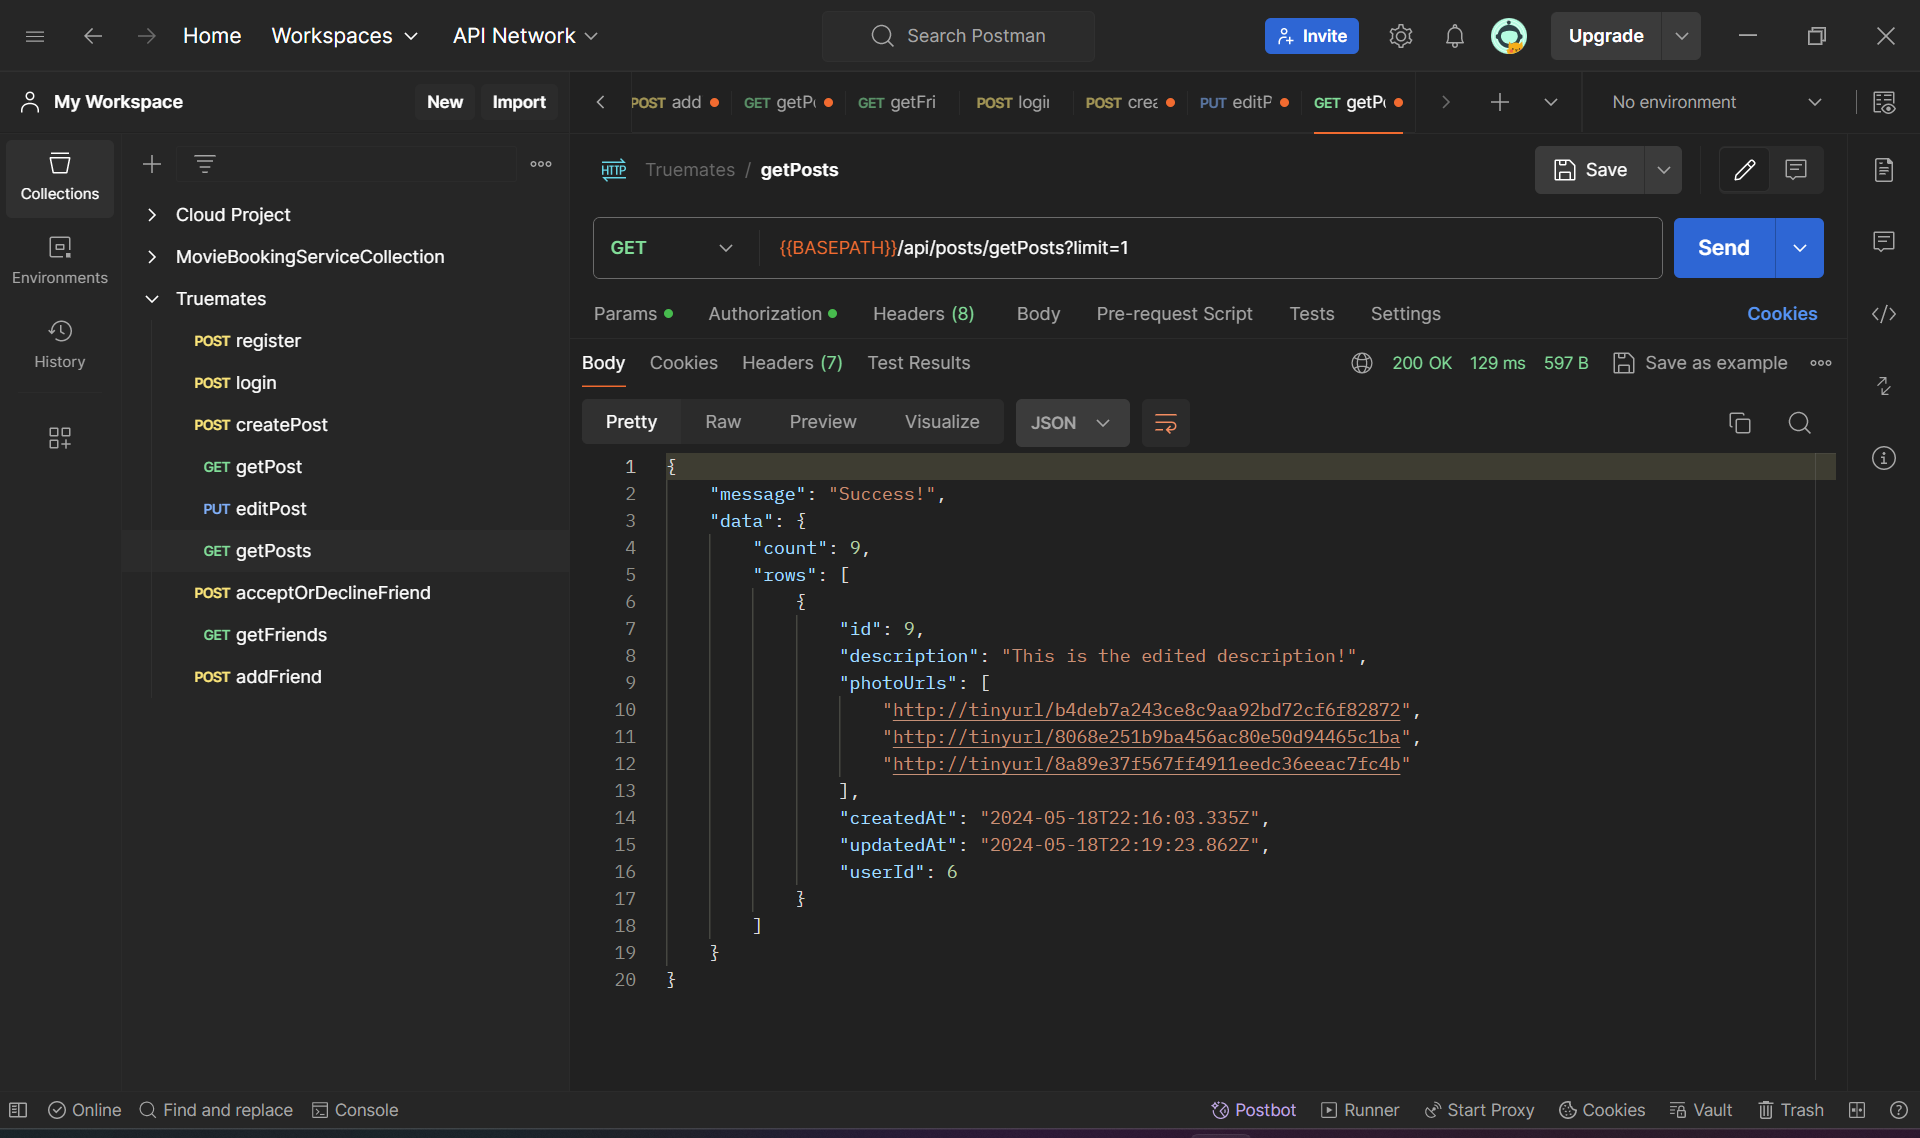 Home Workspaces API Network Search Postman Invite Upgrade
My Workspace New Import POST add GET getPo GET getFri POST login POST crea PUT editP GET getPo No environment
Collections
Environments
History
Cloud Project
MovieBookingServiceCollection
Truemates
POST register
POST login
POST createPost
GET getPost
PUT editPost
GET getPosts
POST acceptOrDeclineFriend
GET getFriends
POST addFriend
HTTP Truemates / getPosts Save
GET {{BASEPATH}}/api/posts/getPosts?limit=1 Send
Params Authorization Headers (8) Body Pre-request Script Tests Settings Cookies
Body Cookies Headers (7) Test Results 200 OK 129 ms 597 B Save as example
Pretty Raw Preview Visualize JSON
1 {
2 "message": "Success!",
3 "data": {
4 "count": 9,
5 "rows": [
6 {
7 "id": 9,
8 "description": "This is the edited description!",
9 "photoUrls": [
10 "http://tinyurl/b4deb7a243ce8c9aa92bd72cf6f82872",
11 "http://tinyurl/8068e251b9ba456ac80e50d94465c1ba",
12 "http://tinyurl/8a89e37f567ff4911eedc36eeac7fc4b"
13 ],
14 "createdAt": "2024-05-18T22:16:03.335Z",
15 "updatedAt": "2024-05-18T22:19:23.862Z",
16 "userId": 6
17 }
18 ]
19 }
20 }
Online Find and replace Console Postbot Runner Start Proxy Cookies Vault Trash